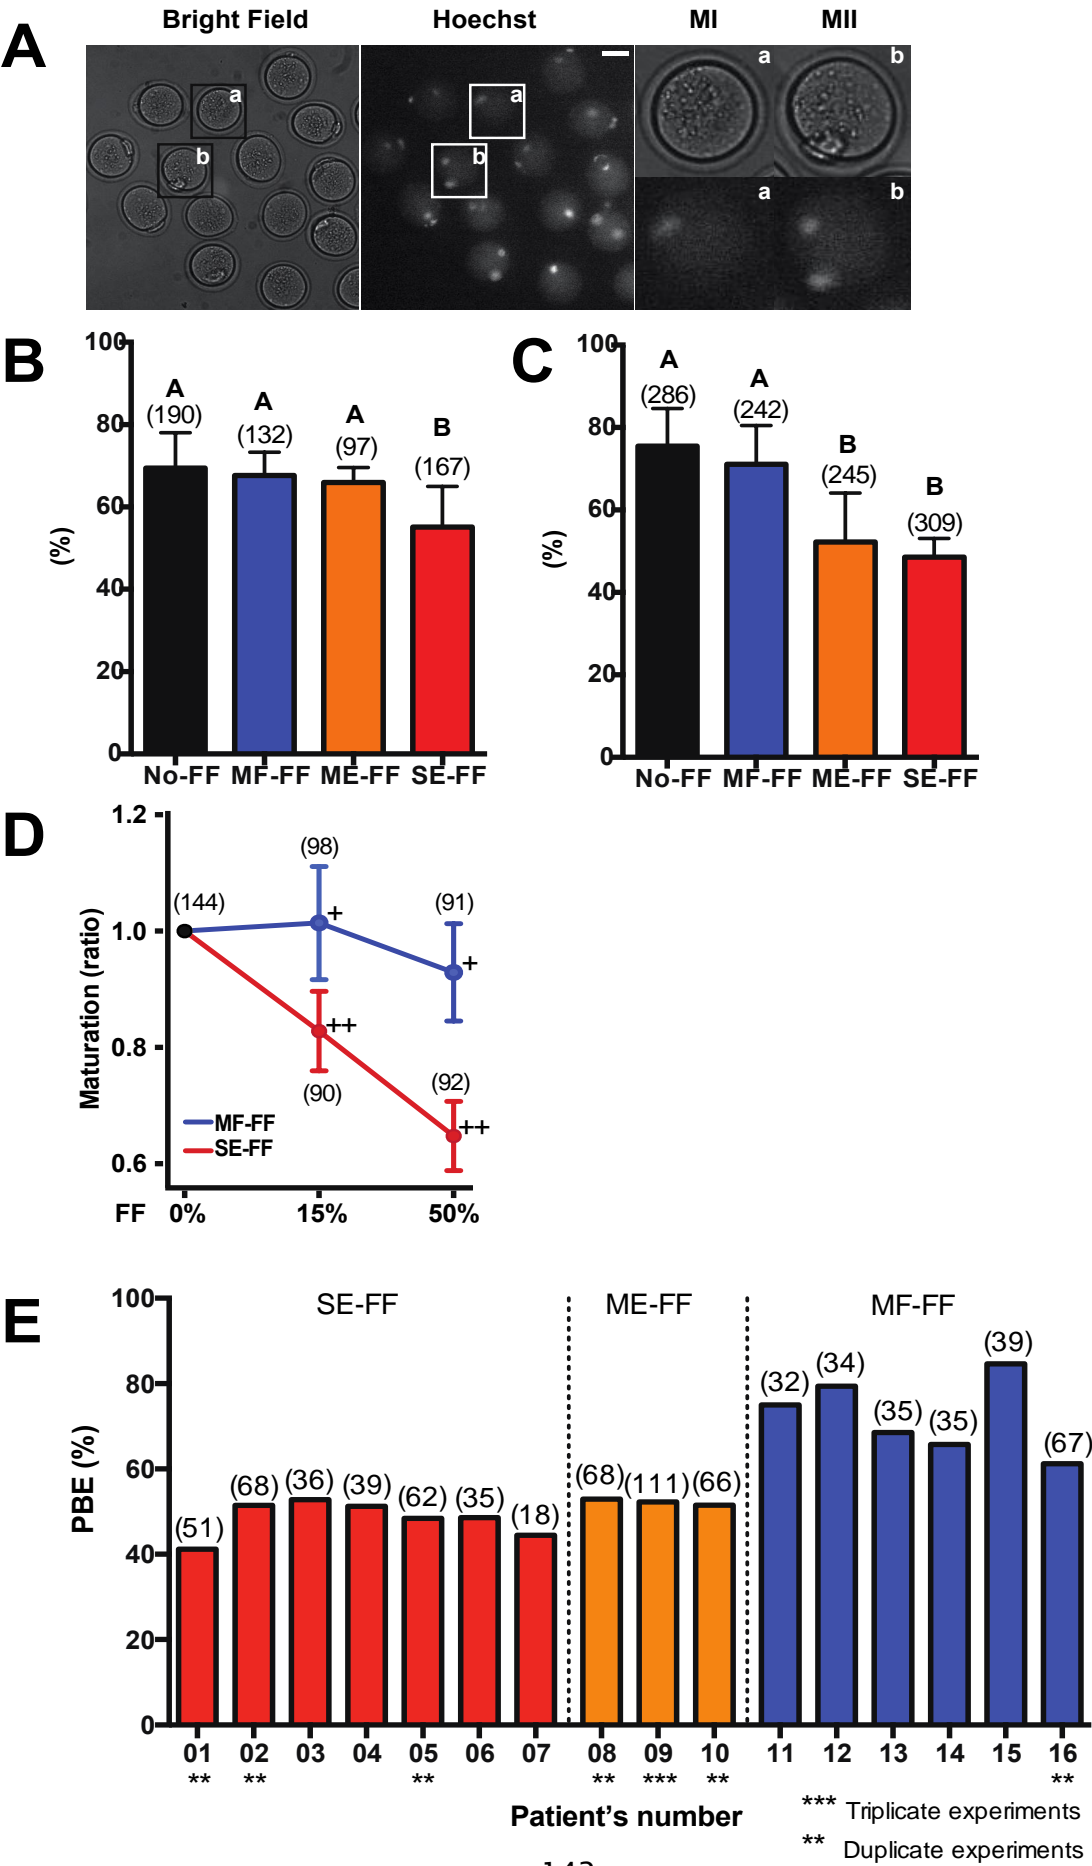 A
Bright Field Hoechst MI MII
a a a b
b b
a b
B
100
80
60
40
20
0
(%)
A A A B
(190) (132) (97) (167)
No-FF MF-FF ME-FF SE-FF
C
100
80
60
40
20
0
(%)
A A B B
(286) (242) (245) (309)
No-FF MF-FF ME-FF SE-FF
D
1.2
1.0
0.8
0.6
Maturation (ratio)
(144) (98) (91)
+ +
++ ++
(90) (92)
MF-FF
SE-FF
FF 0% 15% 50%
E
SE-FF ME-FF MF-FF
100
80
60
40
20
0
PBE (%)
(51) (68) (36) (39) (62) (35) (18) (68) (111) (66) (32) (34) (35) (35) (39) (67)
01 02 03 04 05 06 07 08 09 10 11 12 13 14 15 16
** ** ** ** *** ** **
Patient's number
*** Triplicate experiments
** Duplicate experiments